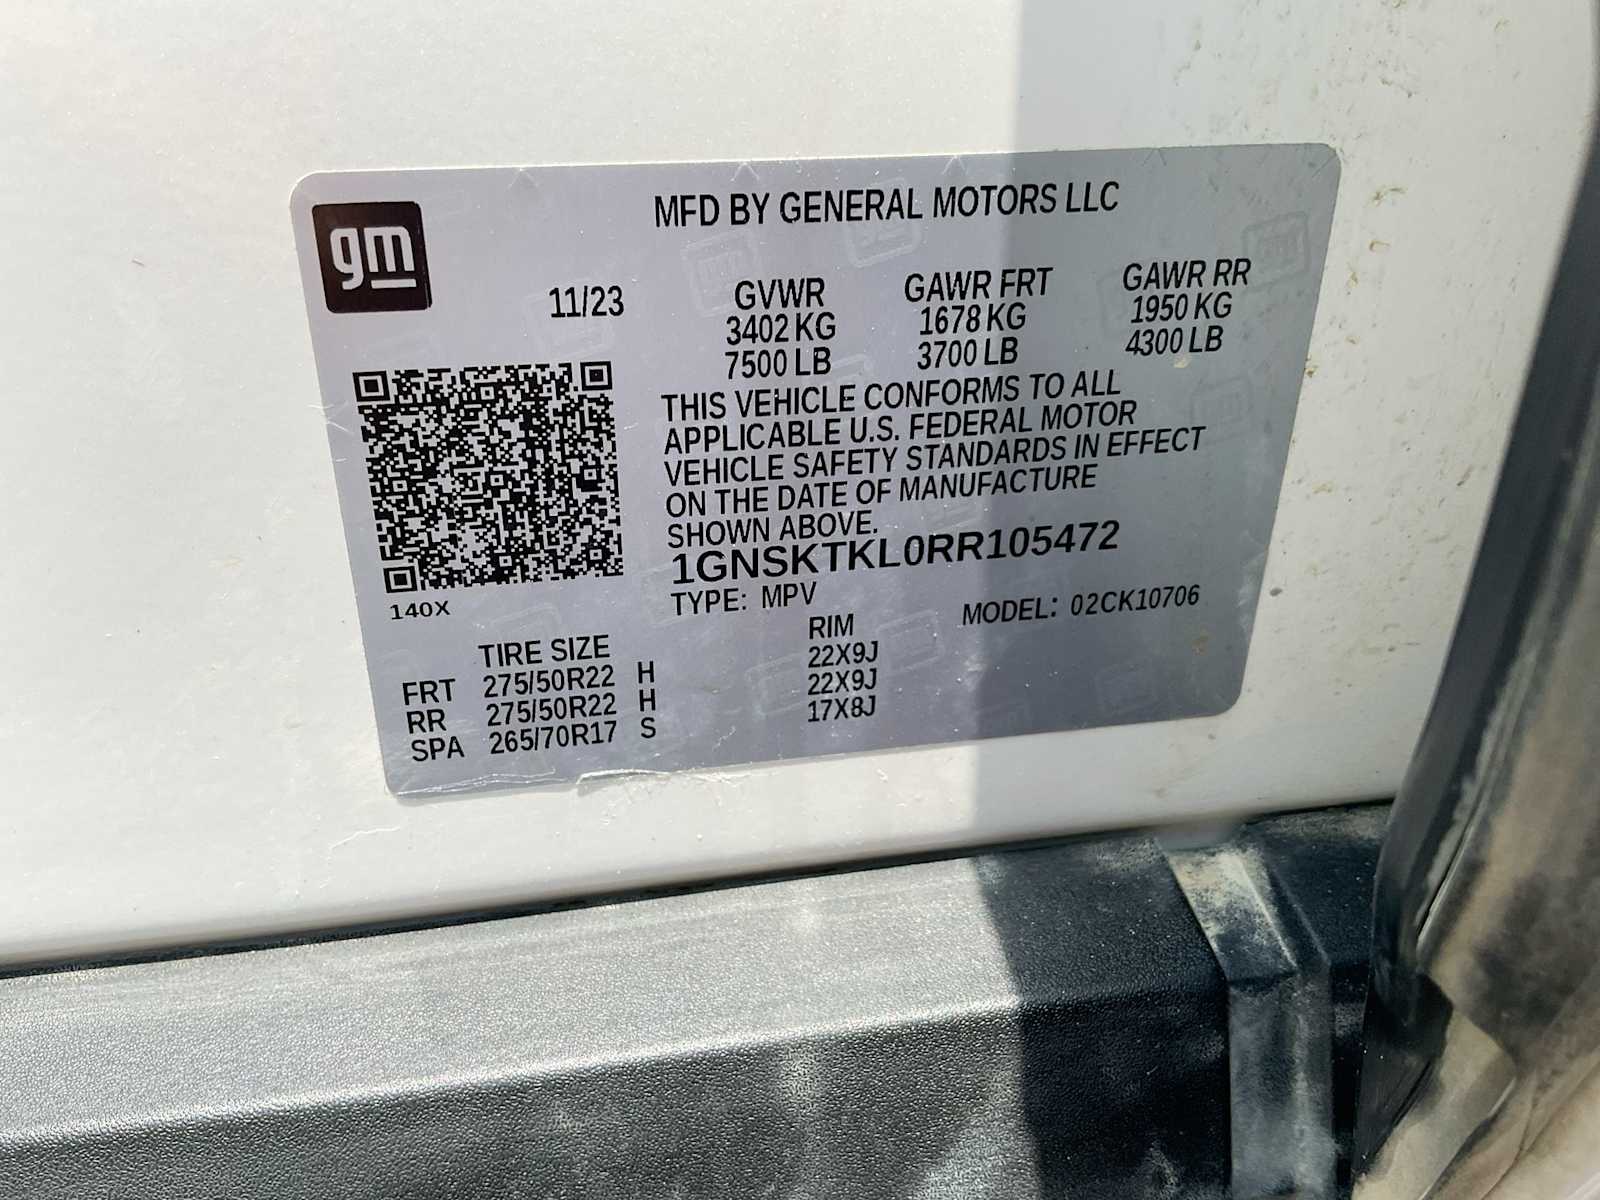 gm
MFD BY GENERAL MOTORS LLC
11/23
GVWR GAWR FRT GAWR RR
3402 KG 1678 KG 1950 KG
7500 LB 3700 LB 4300 LB
THIS VEHICLE CONFORMS TO ALL
APPLICABLE U.S. FEDERAL MOTOR
VEHICLE SAFETY STANDARDS IN EFFECT
ON THE DATE OF MANUFACTURE
SHOWN ABOVE.
1GNSKTKL0RR105472
140X
TYPE: MPV MODEL: 02CK10706
TIRE SIZE RIM
FRT 275/50R22 H 22X9J
RR 275/50R22 H 22X9J
SPA 265/70R17 S 17X8J